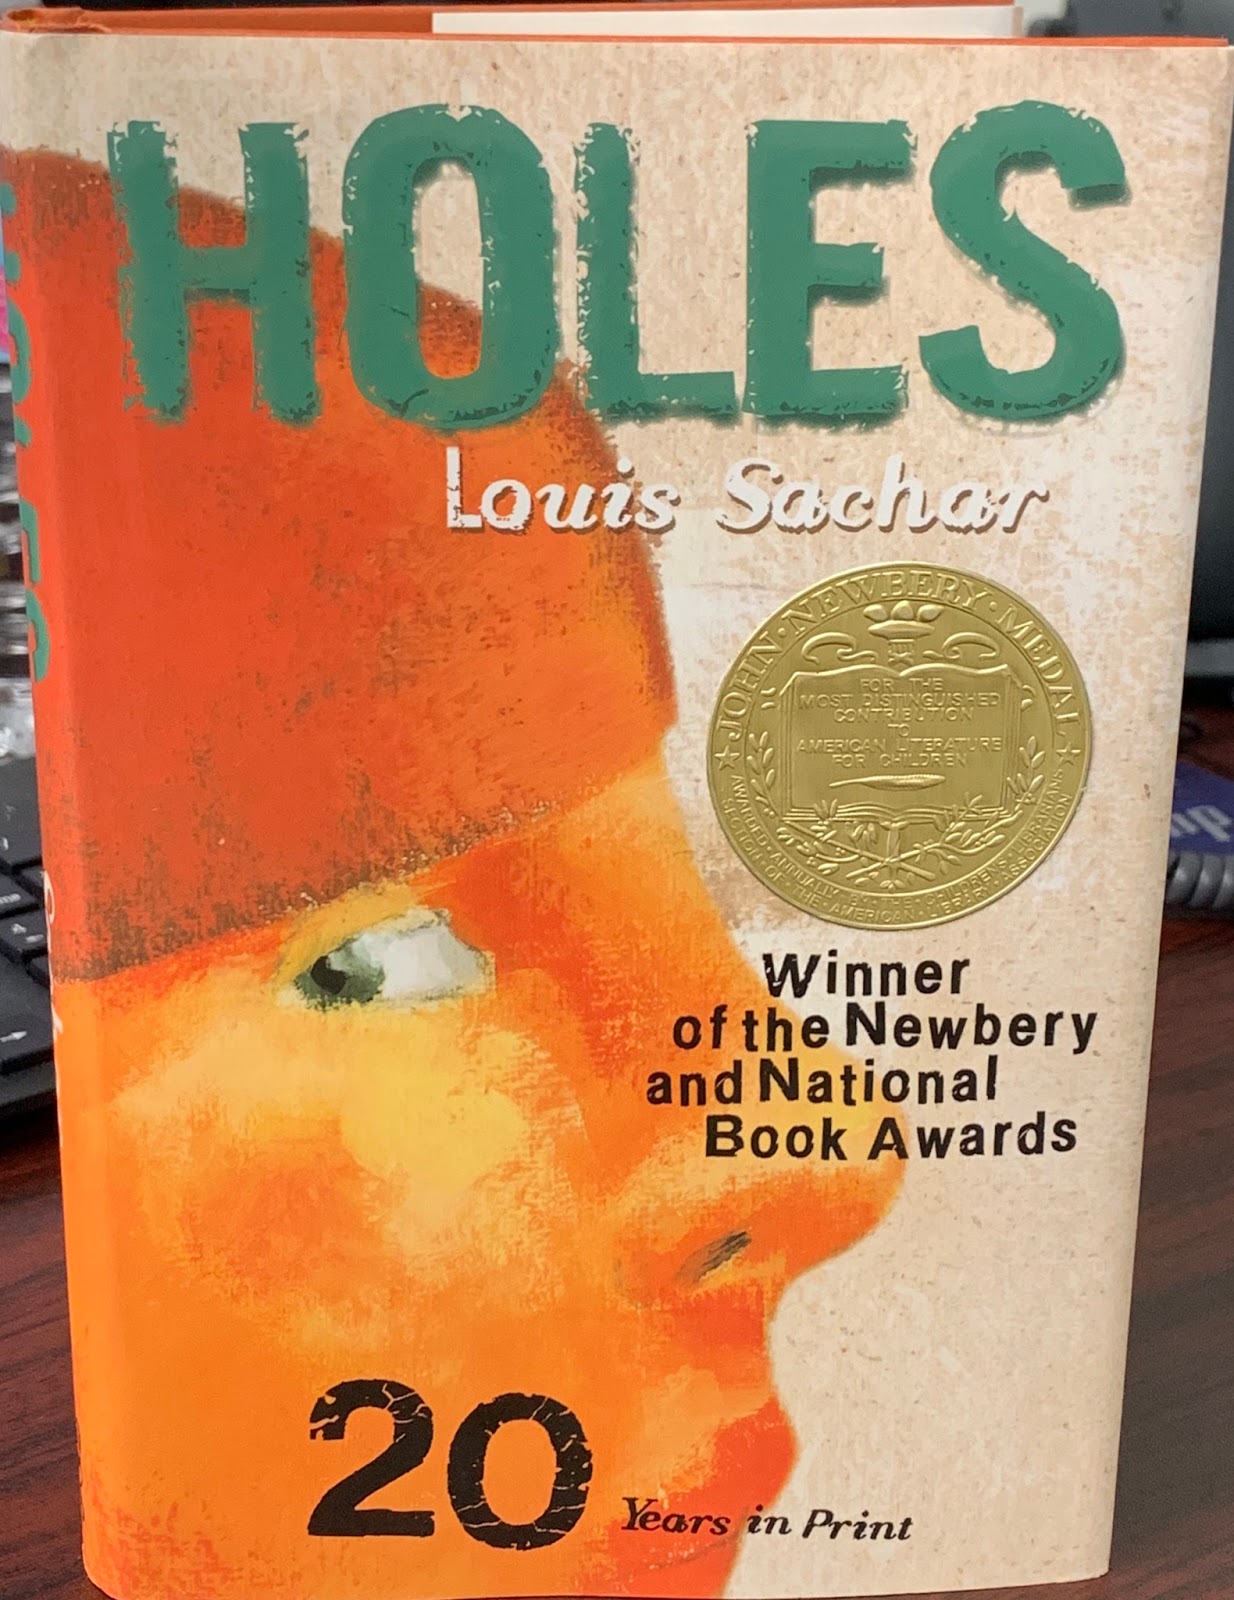 HOLES
Louis Sachar
JOHN · NEWBERY · MEDAL
FOR THE
MOST DISTINGUISHED
CONTRIBUTION
TO
AMERICAN LITERATURE
FOR CHILDREN
Winner
of the Newbery
and National
Book Awards
20
Years in Print
hp